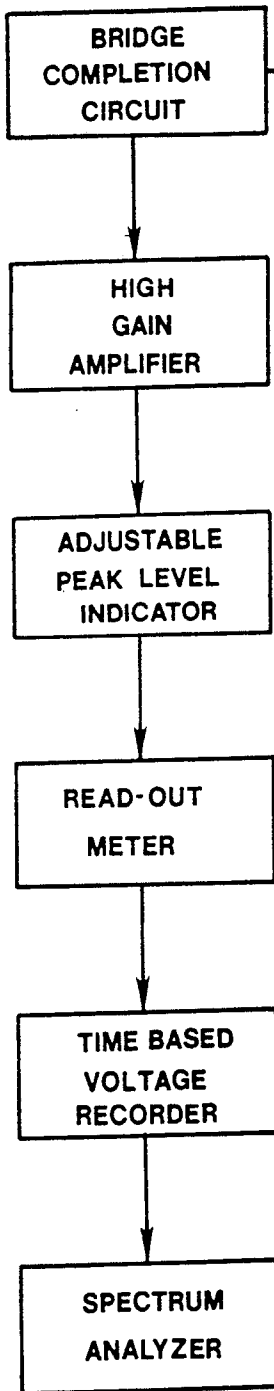 BRIDGE
COMPLETION
CIRCUIT
HIGH
GAIN
AMPLIFIER
ADJUSTABLE
PEAK LEVEL
INDICATOR
READ-OUT
METER
TIME BASED
VOLTAGE
RECORDER
SPECTRUM
ANALYZER